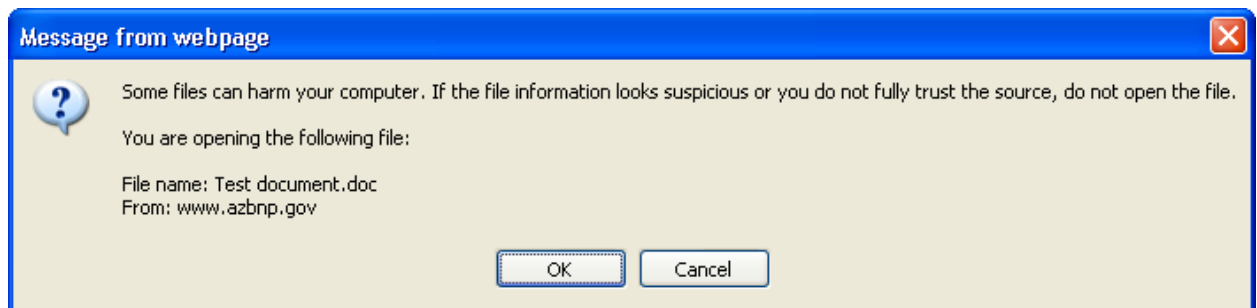 Message from webpage
Some files can harm your computer. If the file information looks suspicious or you do not fully trust the source, do not open the file.
You are opening the following file:
File name: Test document.doc
From: www.azbnp.gov
OK
Cancel